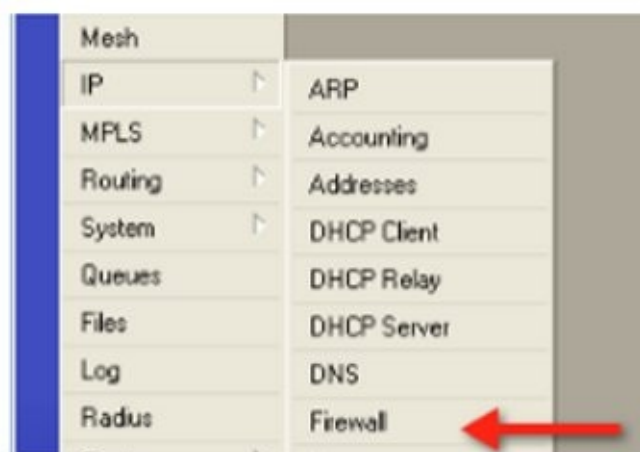 Mesh
IP
MPLS
Routing
System
Queues
Files
Log
Radius
ARP
Accounting
Addresses
DHCP Client
DHCP Relay
DHCP Server
DNS
Firewall